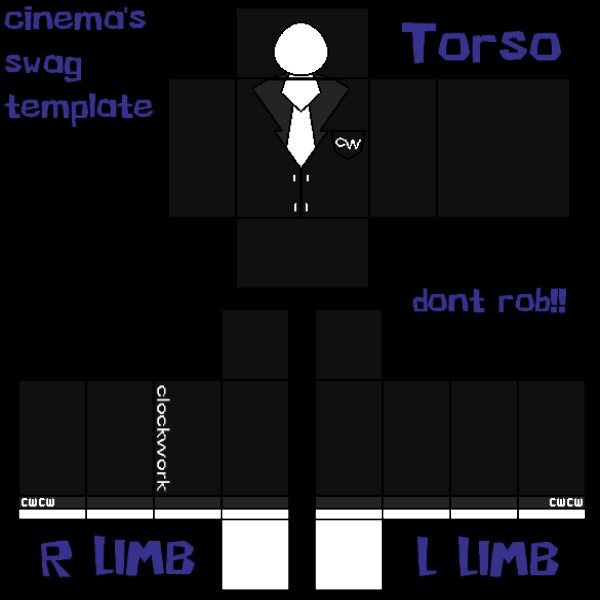 cinema's
swag
template
Torso
CW
dont rob!!
clockwork
CWCW
CWCW
R LIMB
L LIMB